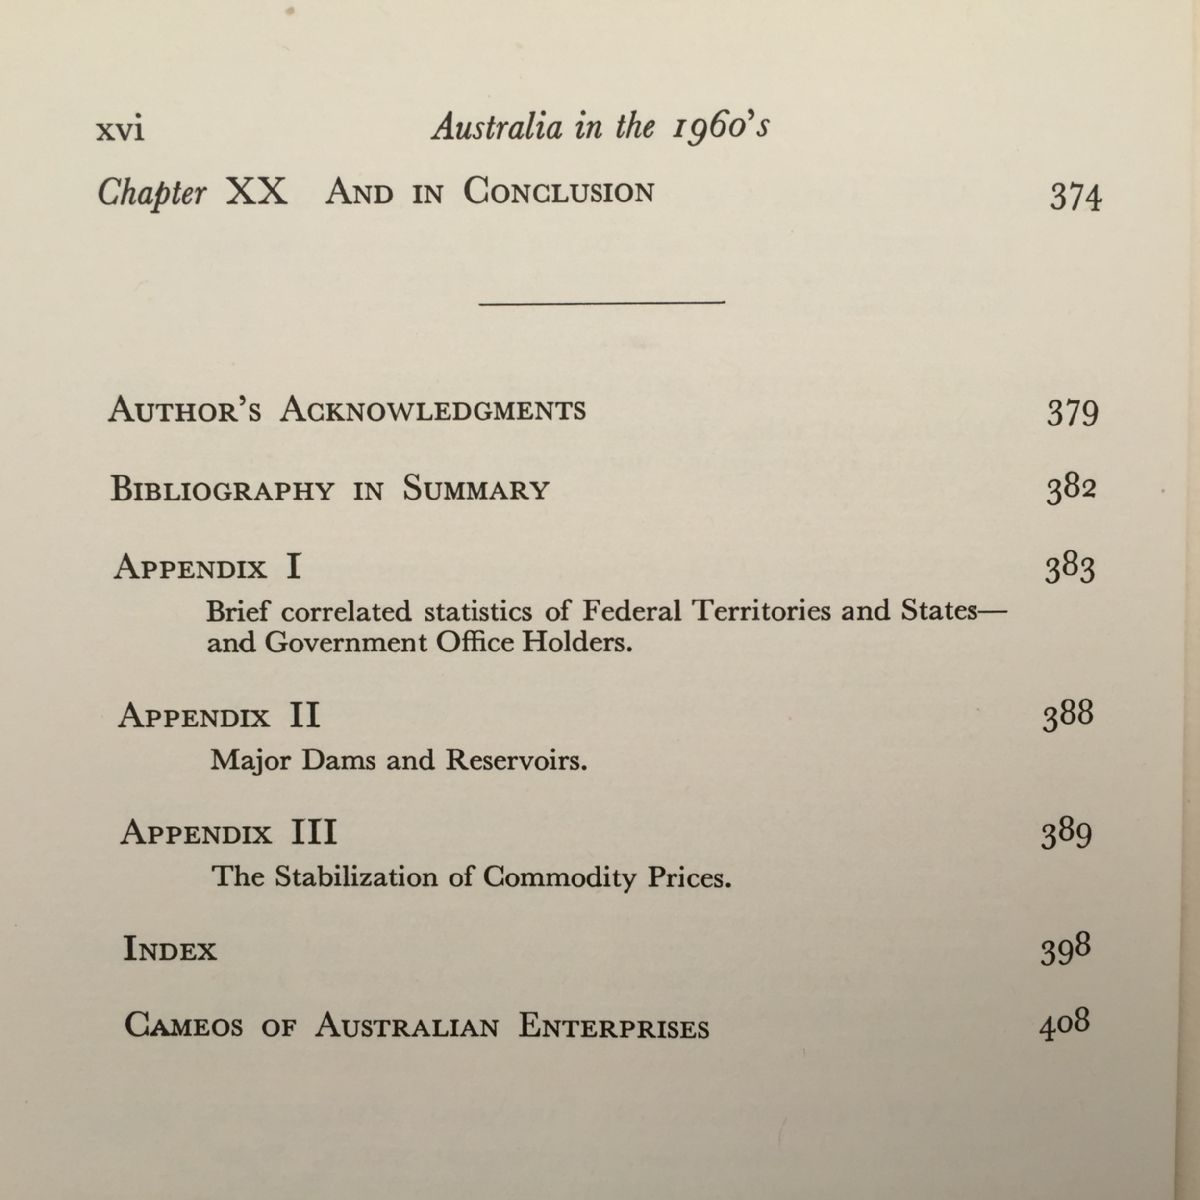 xvi Australia in the 1960's
Chapter XX And in Conclusion 374
Author's Acknowledgments 379
Bibliography in Summary 382
Appendix I 383
Brief correlated statistics of Federal Territories and States—
and Government Office Holders.
Appendix II 388
Major Dams and Reservoirs.
Appendix III 389
The Stabilization of Commodity Prices.
Index 398
Cameos of Australian Enterprises 408